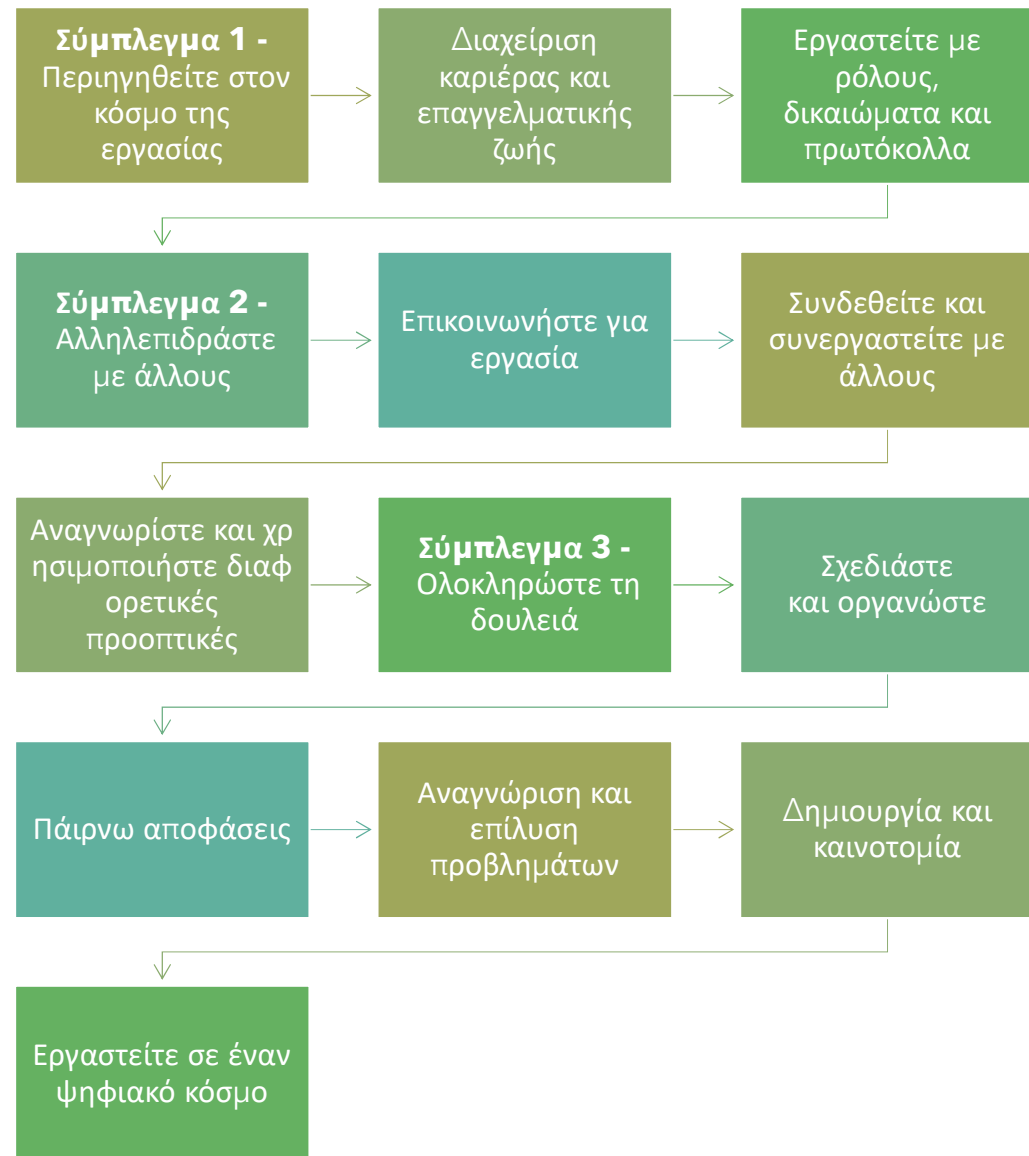 Σύμπλεγμα 1 -
Περιηγηθείτε στον
κόσμο της
εργασίας
Διαχείριση
καριέρας και
επαγγελματικής
ζωής
Εργαστείτε με
ρόλους,
δικαιώματα και
πρωτόκολλα
Σύμπλεγμα 2 -
Αλληλεπιδράστε
με άλλους
Επικοινωνήστε για
εργασία
Συνδεθείτε και
συνεργαστείτε με
άλλους
Αναγνωρίστε και χρ
ησιμοποιήστε διαφ
ορετικές
προοπτικές
Σύμπλεγμα 3 -
Ολοκληρώστε τη
δουλειά
Σχεδιάστε
και οργανώστε
Πάιρνω αποφάσεις
Αναγνώριση και
επίλυση
προβλημάτων
Δημιουργία και
καινοτομία
Εργαστείτε σε έναν
ψηφιακό κόσμο